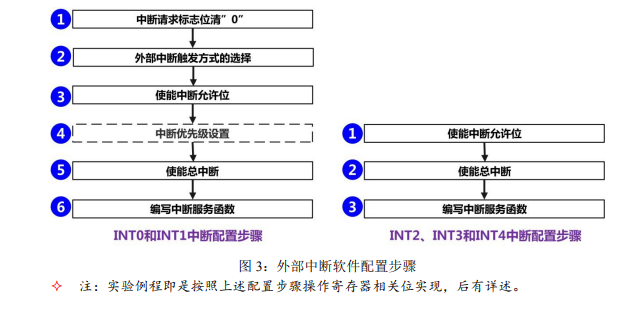 1 中断请求标志位清"0"
2 外部中断触发方式的选择
3 使能中断允许位
4 中断优先级设置
5 使能总中断
6 编写中断服务函数
INT0和INT1中断配置步骤
1 使能中断允许位
2 使能总中断
3 编写中断服务函数
INT2、INT3和INT4中断配置步骤
图 3：外部中断软件配置步骤
注：实验例程即是按照上述配置步骤操作寄存器相关位实现，后有详述。